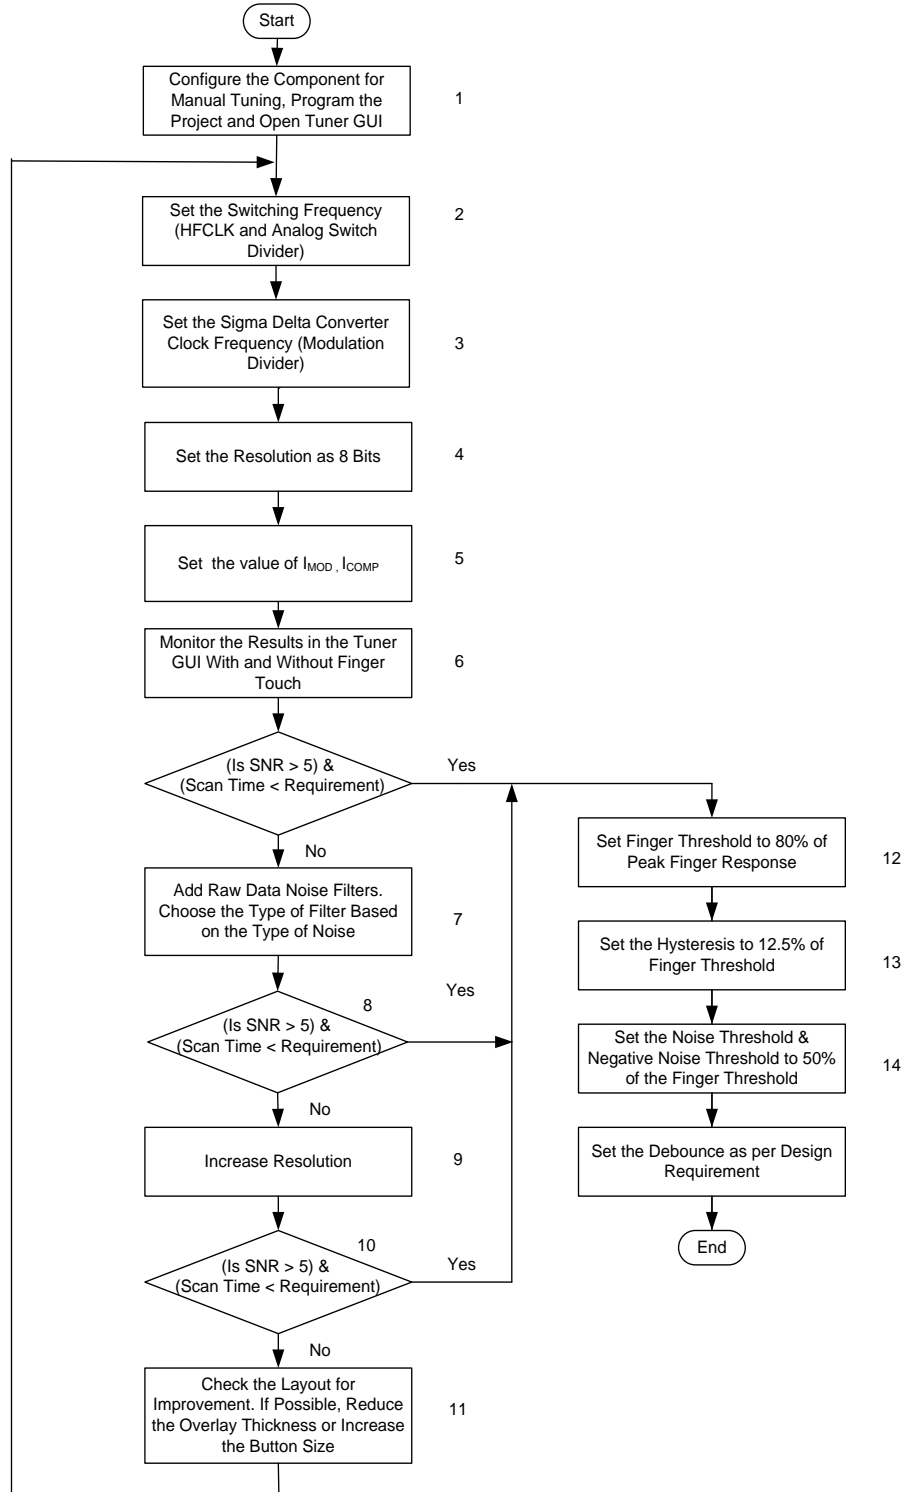 Start
Configure the Component for
Manual Tuning, Program the
Project and Open Tuner GUI
1
Set the Switching Frequency
(HFCLK and Analog Switch
Divider)
2
Set the Sigma Delta Converter
Clock Frequency (Modulation
Divider)
3
Set the Resolution as 8 Bits
4
Set the value of IMOD , ICOMP
5
Monitor the Results in the Tuner
GUI With and Without Finger
Touch
6
(Is SNR > 5) &
(Scan Time < Requirement)
Yes
No
Add Raw Data Noise Filters.
Choose the Type of Filter Based
on the Type of Noise
7
8
(Is SNR > 5) &
(Scan Time < Requirement)
Yes
No
Increase Resolution
9
10
(Is SNR > 5) &
(Scan Time < Requirement)
Yes
No
Check the Layout for
Improvement. If Possible, Reduce
the Overlay Thickness or Increase
the Button Size
11
Set Finger Threshold to 80% of
Peak Finger Response
12
Set the Hysteresis to 12.5% of
Finger Threshold
13
Set the Noise Threshold &
Negative Noise Threshold to 50%
of the Finger Threshold
14
Set the Debounce as per Design
Requirement
End